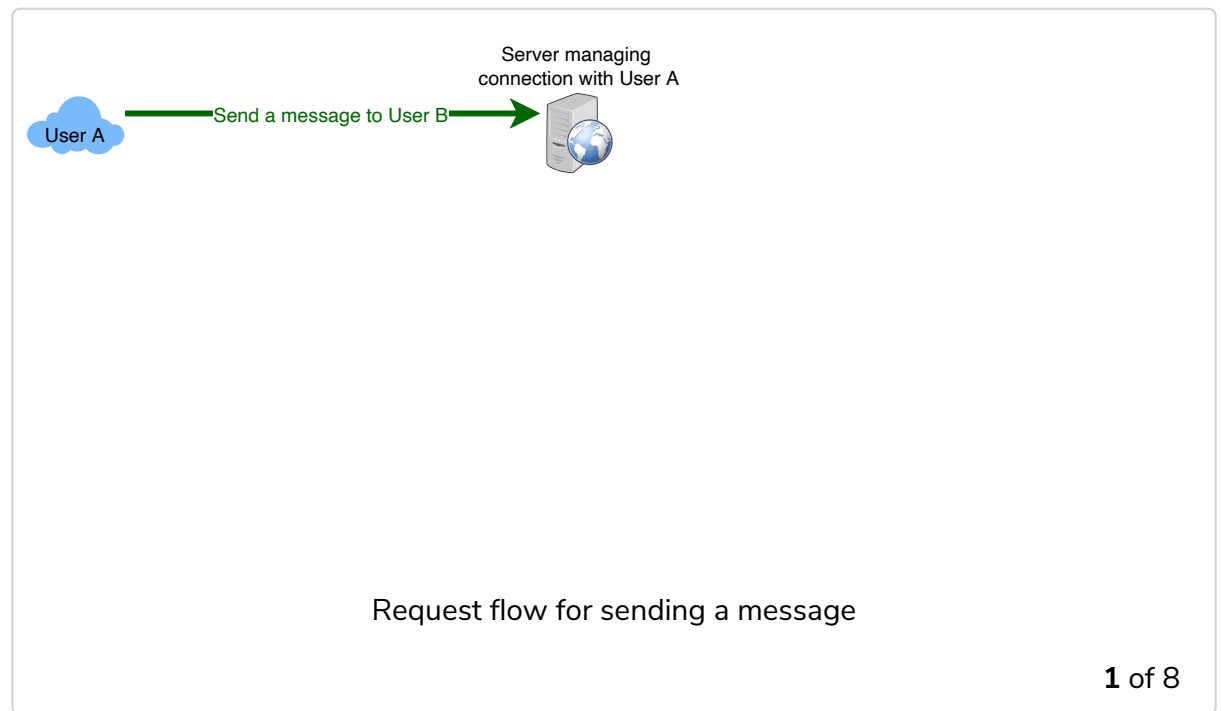 Server managing
connection with User A
User A
Send a message to User B
Request flow for sending a message
1 of 8